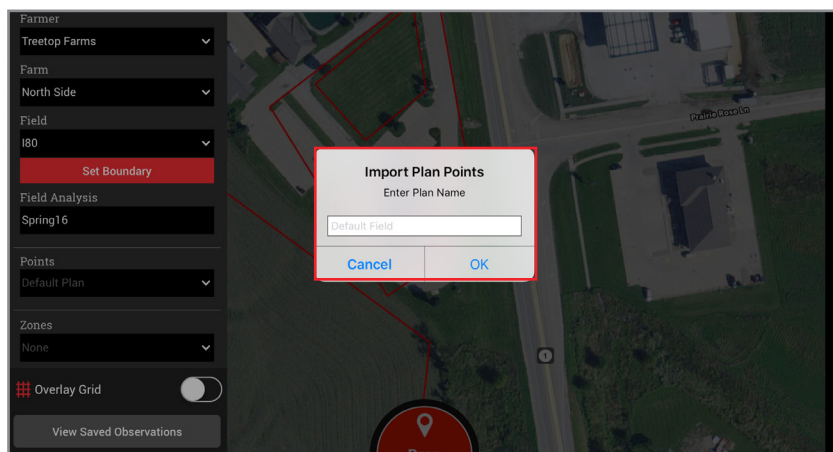 Farmer
Treetop Farms
Farm
North Side
Field
I80
Set Boundary
Field Analysis
Spring16
Points
Default Plan
Zones
None
Overlay Grid
View Saved Observations
Import Plan Points
Enter Plan Name
Default Field
Cancel
OK
Prairie Rose Ln
1